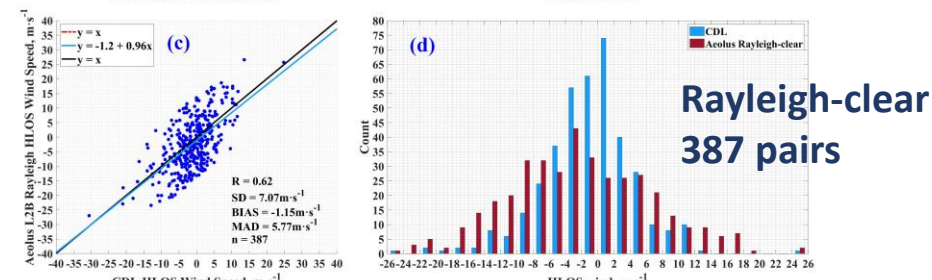 y = x
y = -1.2 + 0.96x
y = x
(c)
Aeolus L2B Rayleigh HLOS Wind Speed, m·s-1
40
35
30
25
20
15
10
5
0
-5
-10
-15
-20
-25
-30
-35
-40
R = 0.62
SD = 7.07m·s-1
BIAS = -1.15m·s-1
MAD = 5.77m·s-1
n = 387
-40 -35 -30 -25 -20 -15 -10 -5 0 5 10 15 20 25 30 35 40
CDL HLOS Wind Speed, m·s-1
(d)
CDL
Aeolus Rayleigh-clear
Count
80
75
70
65
60
55
50
45
40
35
30
25
20
15
10
5
0
-26 -24 -22 -20 -18 -16 -14 -12 -10 -8 -6 -4 -2 0 2 4 6 8 10 12 14 16 18 20 22 24 26
Rayleigh-clear
387 pairs